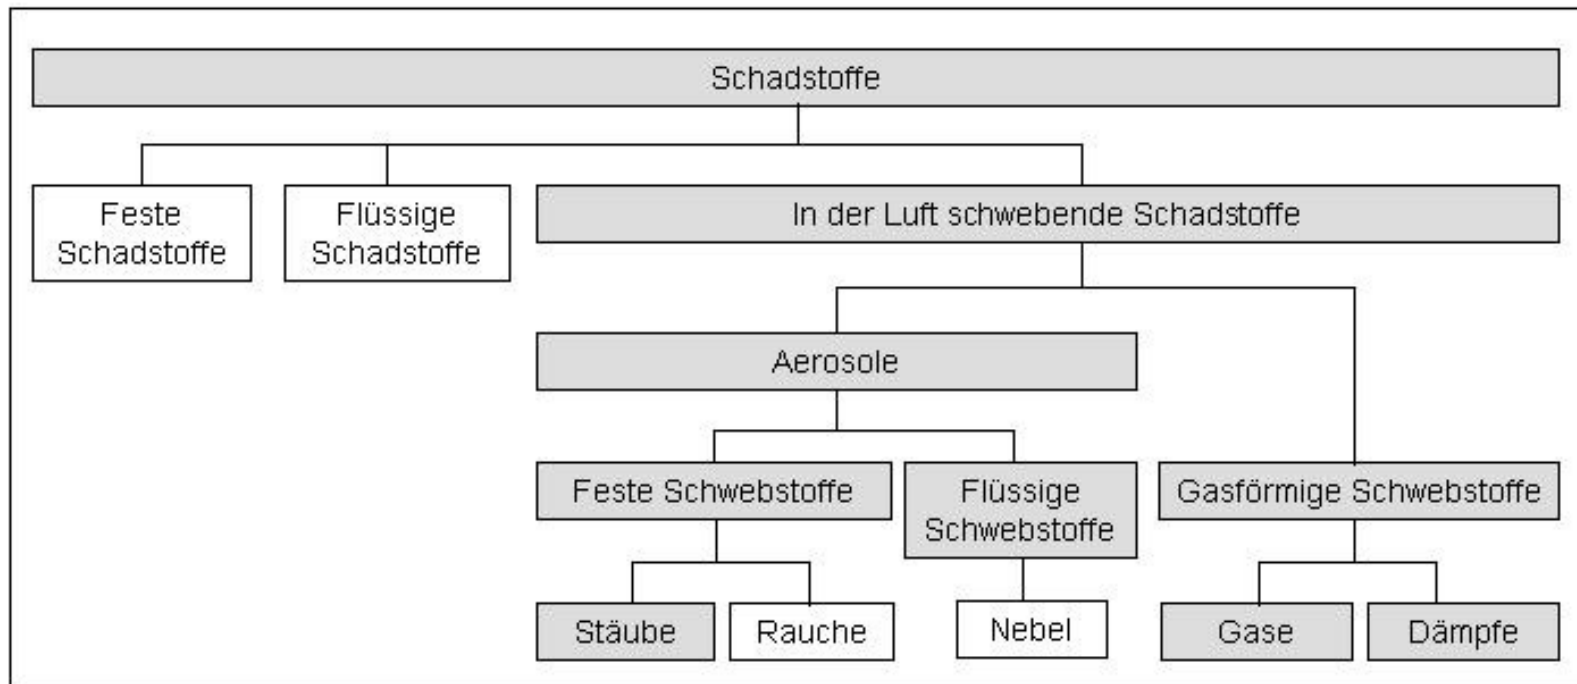 Schadstoffe
Feste
Schadstoffe
Flüssige
Schadstoffe
In der Luft schwebende Schadstoffe
Aerosole
Feste Schwebstoffe
Flüssige
Schwebstoffe
Gasförmige Schwebstoffe
Stäube
Rauche
Nebel
Gase
Dämpfe